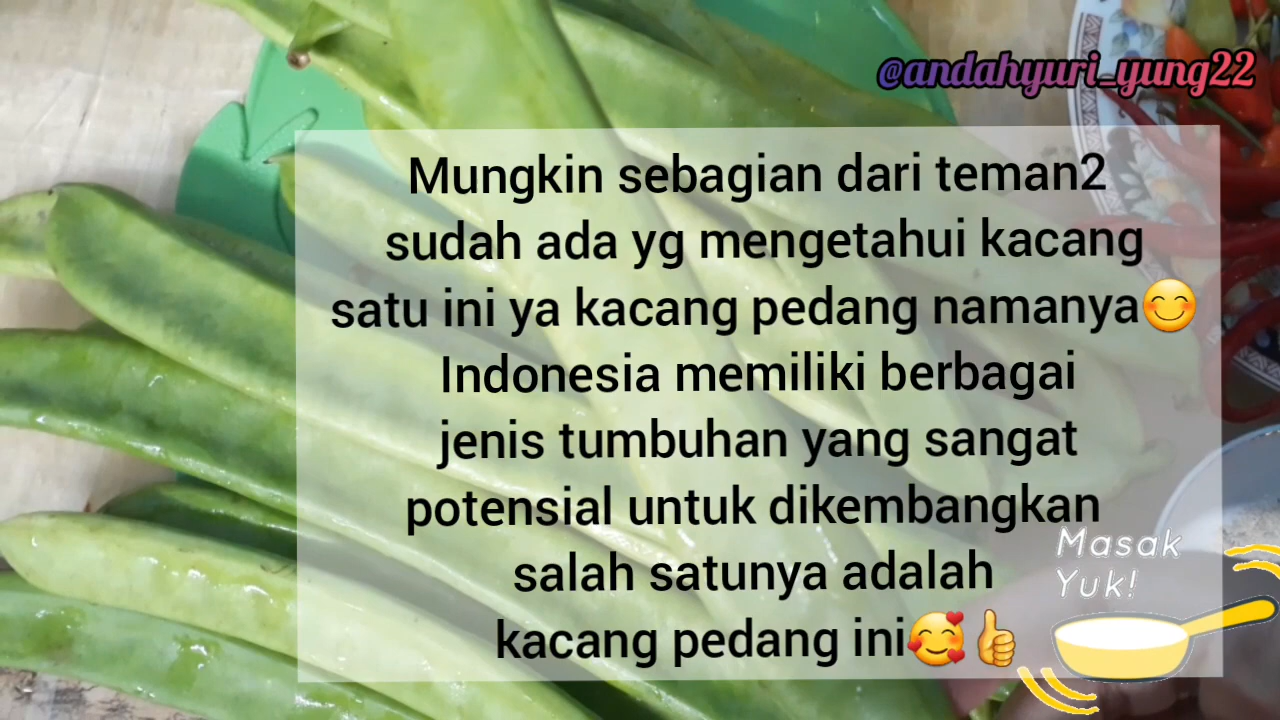 @andahyuri_yung22
Mungkin sebagian dari teman2
sudah ada yg mengetahui kacang
satu ini ya kacang pedang namanya😊
Indonesia memiliki berbagai
jenis tumbuhan yang sangat
potensial untuk dikembangkan
salah satunya adalah
kacang pedang ini🥰👍
Masak
Yuk!